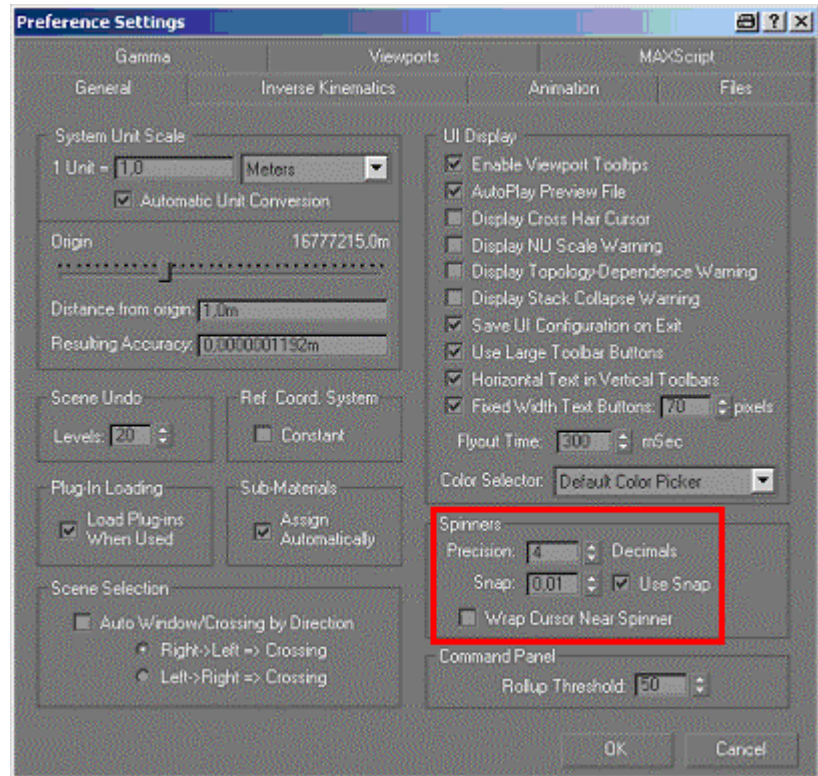 Preference Settings
Gamma Viewports MAXScript
General Inverse Kinematics Animation Files
System Unit Scale
1 Unit = 1,0 Meters
Automatic Unit Conversion
Origin 16777215,0m
Distance from origin: 1,0m
Resulting Accuracy: 0,0000001192m
Scene Undo
Levels: 20
Ref. Coord. System
Constant
Plug-In Loading
Load Plug-ins
When Used
Sub-Materials
Assign
Automatically
Scene Selection
Auto Window/Crossing by Direction
Right->Left => Crossing
Left->Right => Crossing
UI Display
Enable Viewport Tooltips
AutoPlay Preview File
Display Cross Hair Cursor
Display NU Scale Warning
Display Topology-Dependence Warning
Display Stack Collapse Warning
Save UI Configuration on Exit
Use Large Toolbar Buttons
Horizontal Text in Vertical Toolbars
Fixed Width Text Buttons: 70 pixels
Flyout Time: 300 mSec
Color Selector: Default Color Picker
Spinners
Precision: 4 Decimals
Snap: 0.01 Use Snap
Wrap Cursor Near Spinner
Command Panel
Rollup Threshold: 50
OK Cancel